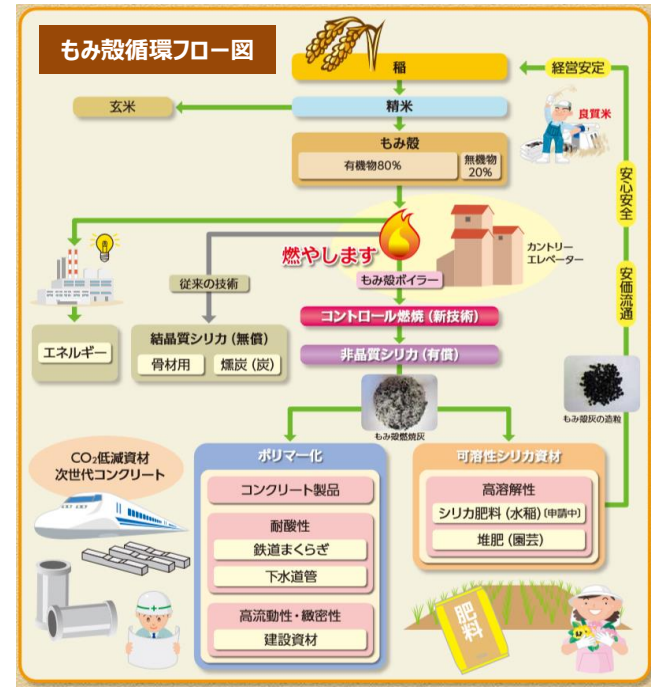 もみ殻循環フロー図
稲
経営安定
玄米
精米
良質米
もみ殻
有機物80%
無機物
20%
安心安全
燃やします
カントリー
エレベーター
従来の技術
もみ殻ボイラー
安価流通
コントロール燃焼(新技術)
エネルギー
結晶質シリカ(無償)
骨材用
燻炭(炭)
非晶質シリカ(有償)
もみ殻灰の造粒
もみ殻燃焼灰
CO₂低減資材
次世代コンクリート
ポリマー化
コンクリート製品
耐酸性
鉄道まくらぎ
下水道管
高流動性・緻密性
建設資材
可溶性シリカ資材
高溶解性
シリカ肥料(水稲)(申請中)
堆肥(園芸)
肥料